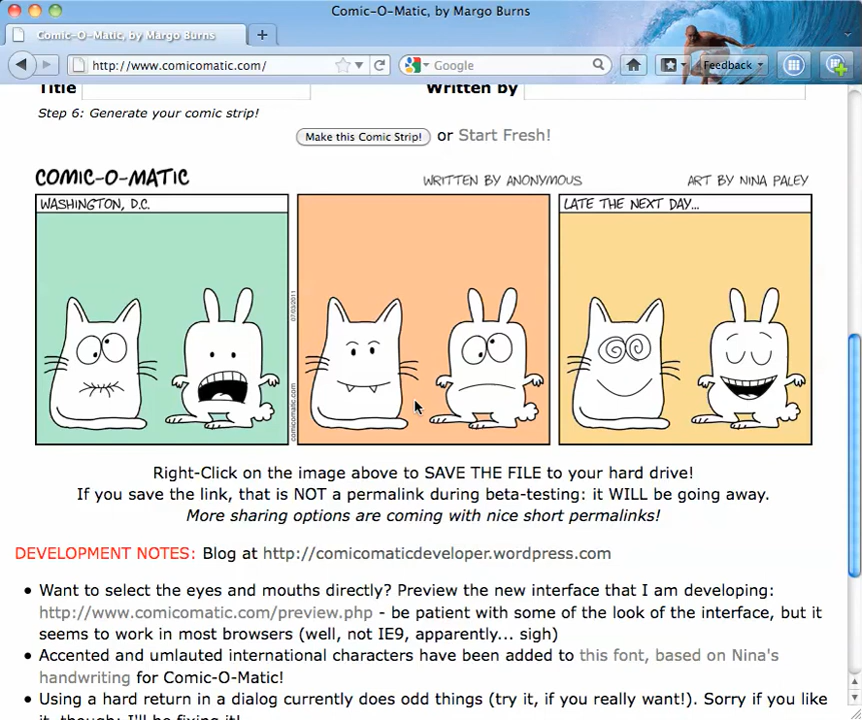 Comic-O-Matic, by Margo Burns
Comic-O-Matic, by Margo Burns
http://www.comicomatic.com/
Google
Feedback
Title
Written by
Step 6: Generate your comic strip!
Make this Comic Strip! or Start Fresh!
COMIC-O-MATIC
WRITTEN BY ANONYMOUS
ART BY NINA PALEY
WASHINGTON, D.C.
LATE THE NEXT DAY...
07/03/2011
comicomatic.com
Right-Click on the image above to SAVE THE FILE to your hard drive!
If you save the link, that is NOT a permalink during beta-testing: it WILL be going away.
More sharing options are coming with nice short permalinks!
DEVELOPMENT NOTES: Blog at http://comicomaticdeveloper.wordpress.com
• Want to select the eyes and mouths directly? Preview the new interface that I am developing:
http://www.comicomatic.com/preview.php - be patient with some of the look of the interface, but it
seems to work in most browsers (well, not IE9, apparently... sigh)
• Accented and umlauted international characters have been added to this font, based on Nina's
handwriting for Comic-O-Matic!
• Using a hard return in a dialog currently does odd things (try it, if you really want!). Sorry if you like
it, though: I'll be fixing it!